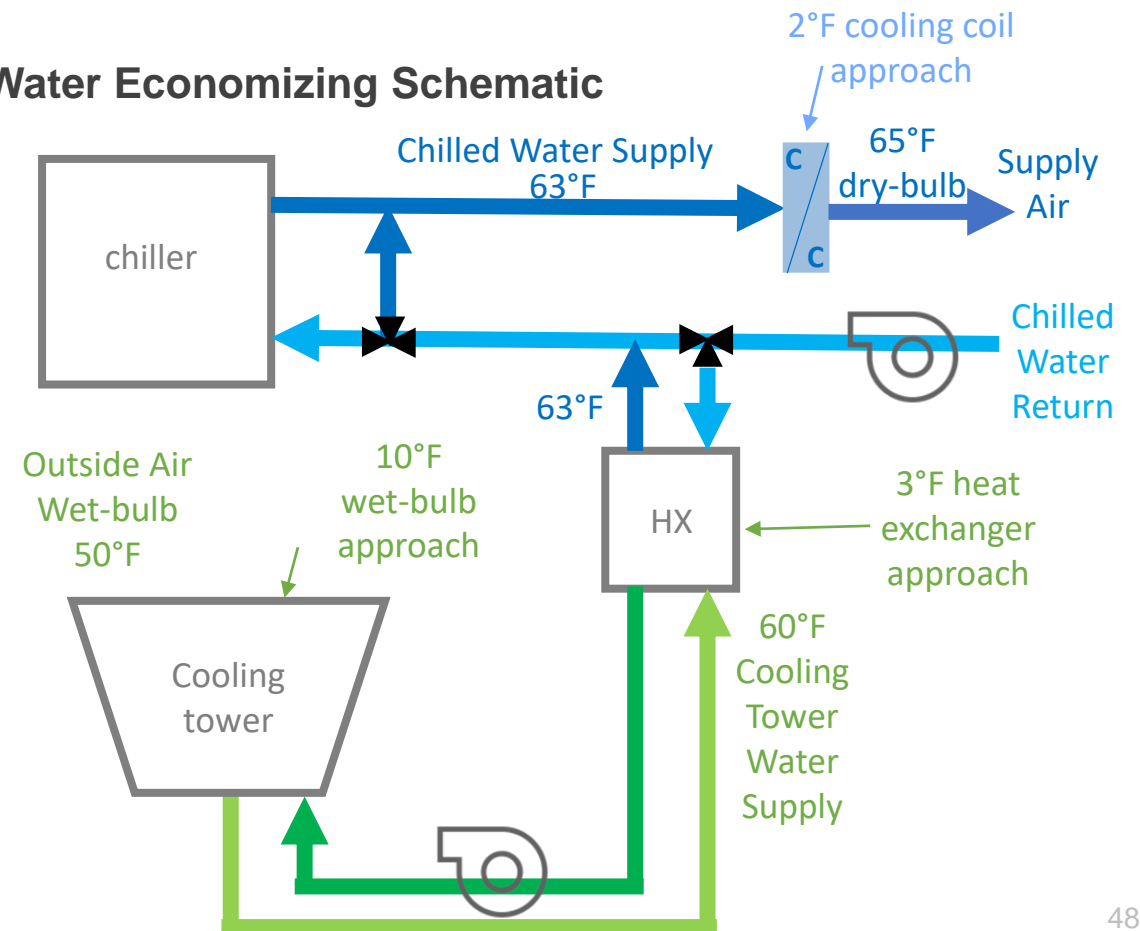 2°F cooling coil
approach
Water Economizing Schematic
Chilled Water Supply
63°F
C
C
65°F
dry-bulb
Supply
Air
chiller
Chilled
Water
Return
63°F
Outside Air
Wet-bulb
50°F
10°F
wet-bulb
approach
HX
3°F heat
exchanger
approach
Cooling
tower
60°F
Cooling
Tower
Water
Supply
48